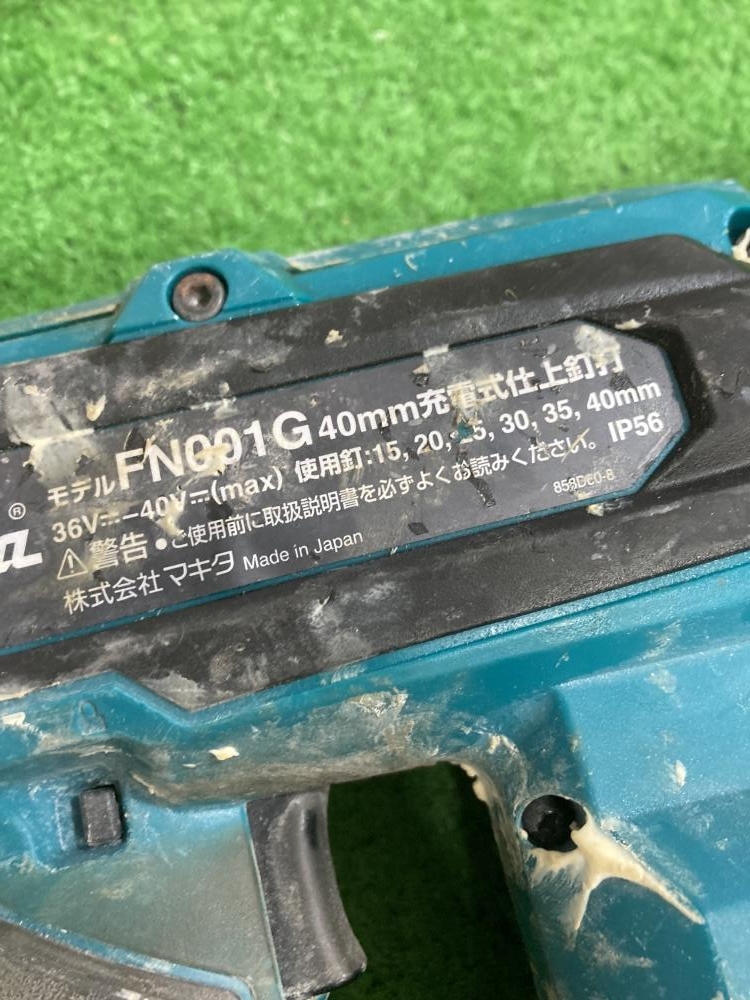 モデル FN001G 40mm充電式仕上釘打
36V⎓−40V⎓(max) 使用釘:15, 20, 25, 30, 35, 40mm
⚠警告 •ご使用前に取扱説明書を必ずよくお読みください。 IP56
株式会社マキタ Made in Japan
®